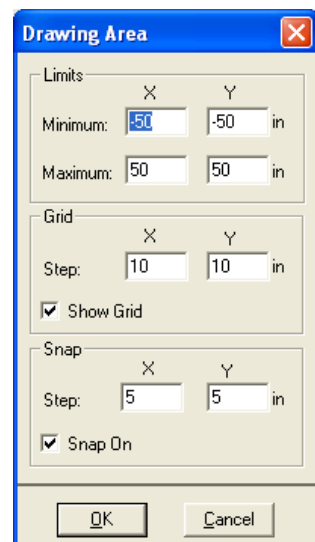 Drawing Area
Limits
X Y
Minimum: -50 -50 in
Maximum: 50 50 in
Grid
X Y
Step: 10 10 in
Show Grid
Snap
X Y
Step: 5 5 in
Snap On
OK Cancel